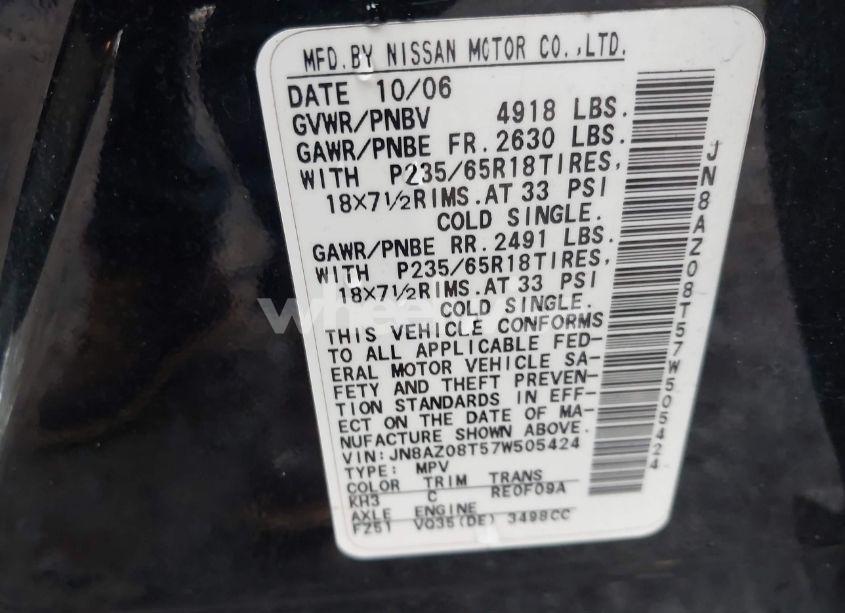 MFD.BY NISSAN MOTOR CO.,LTD.
DATE 10/06
GVWR/PNBV 4918 LBS.
GAWR/PNBE FR.2630 LBS.
WITH P235/65R18TIRES,
18X7½RIMS.AT 33 PSI
COLD SINGLE.
GAWR/PNBE RR.2491 LBS.
WITH P235/65R18TIRES,
18X7½RIMS.AT 33 PSI
COLD SINGLE.
THIS VEHICLE CONFORMS
TO ALL APPLICABLE FED-
ERAL MOTOR VEHICLE SA-
FETY AND THEFT PREVEN-
TION STANDARDS IN EFF-
ECT ON THE DATE OF MA-
NUFACTURE SHOWN ABOVE.
VIN:JN8AZ08T57W505424
TYPE: MPV
COLOR TRIM TRANS
KH3 C RE0F09A
AXLE ENGINE
FZ51 VQ35(DE) 3498CC
JN8AZ08T57W505424